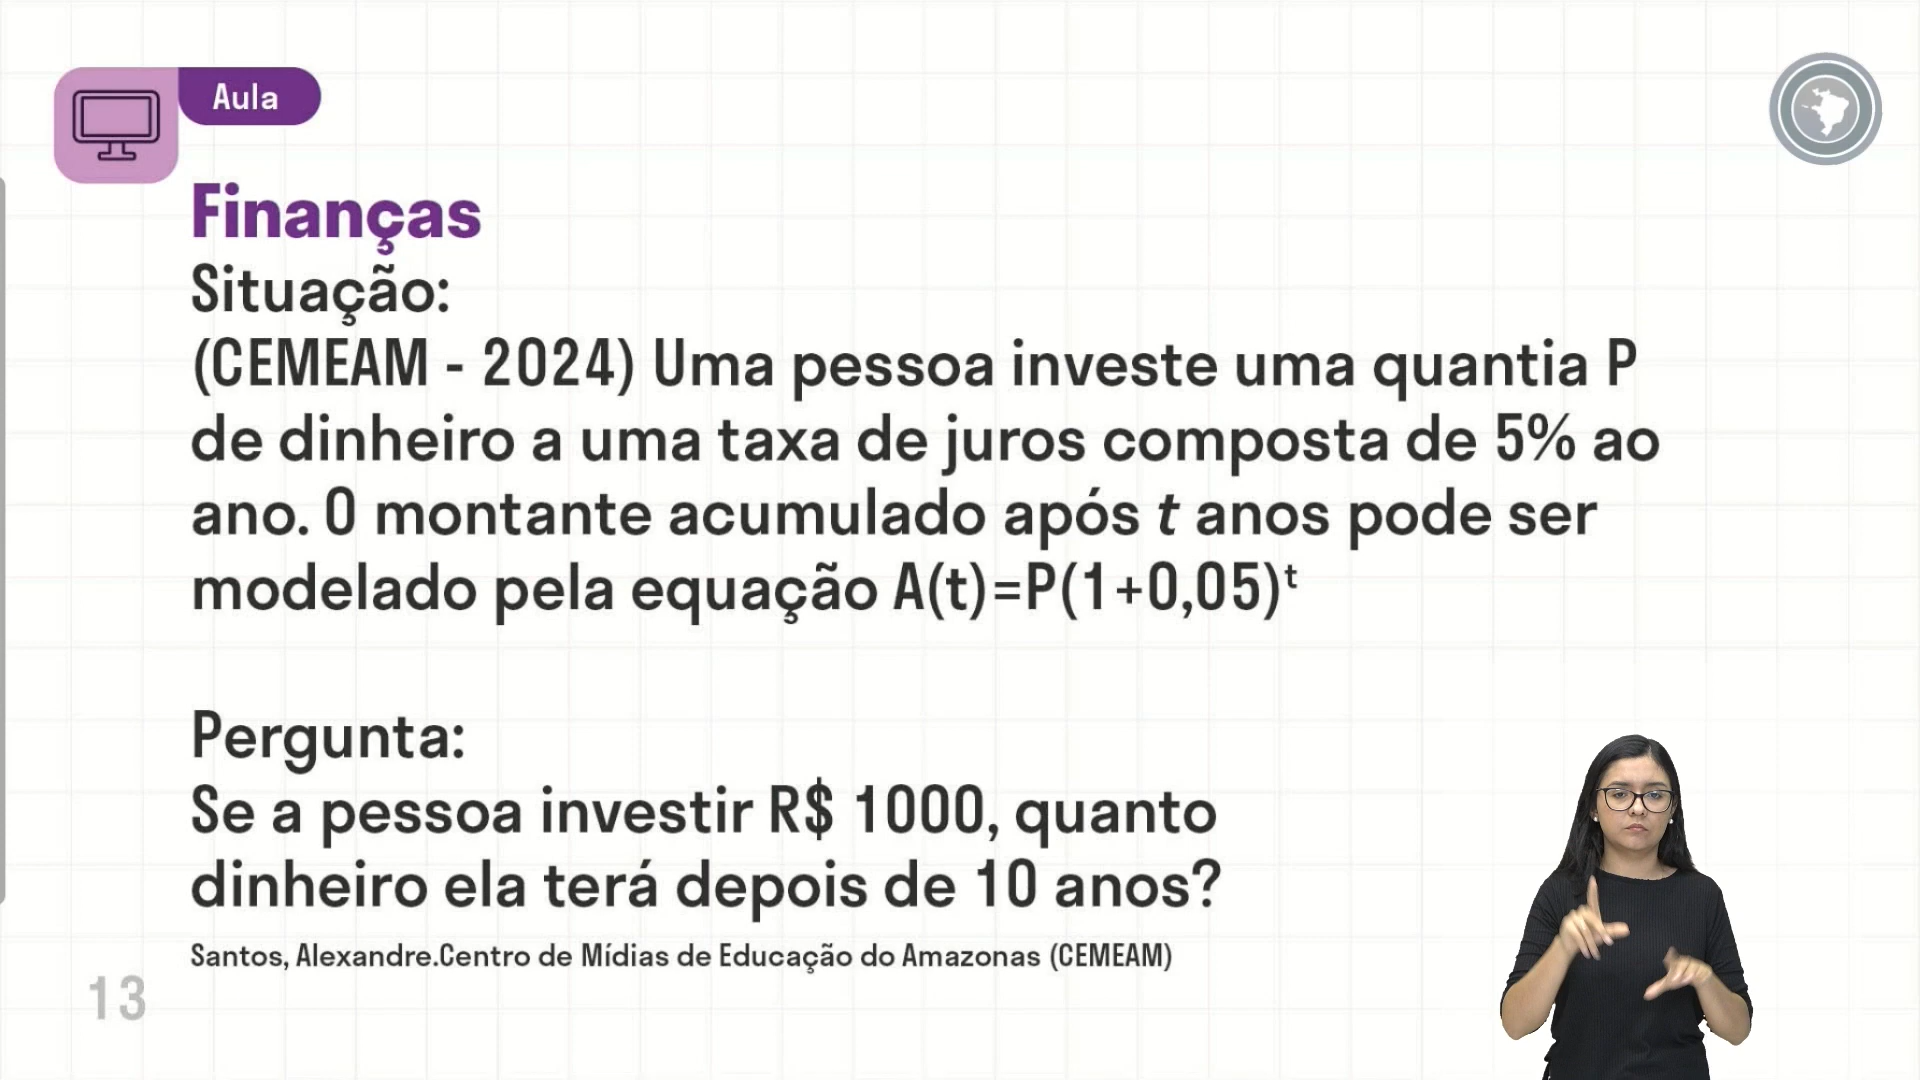 Aula
Finanças
Situação:
(CEMEAM - 2024) Uma pessoa investe uma quantia P
de dinheiro a uma taxa de juros composta de 5% ao
ano. O montante acumulado após t anos pode ser
modelado pela equação A(t)=P(1+0,05)ᵗ
Pergunta:
Se a pessoa investir R$ 1000, quanto
dinheiro ela terá depois de 10 anos?
Santos, Alexandre.Centro de Mídias de Educação do Amazonas (CEMEAM)
13